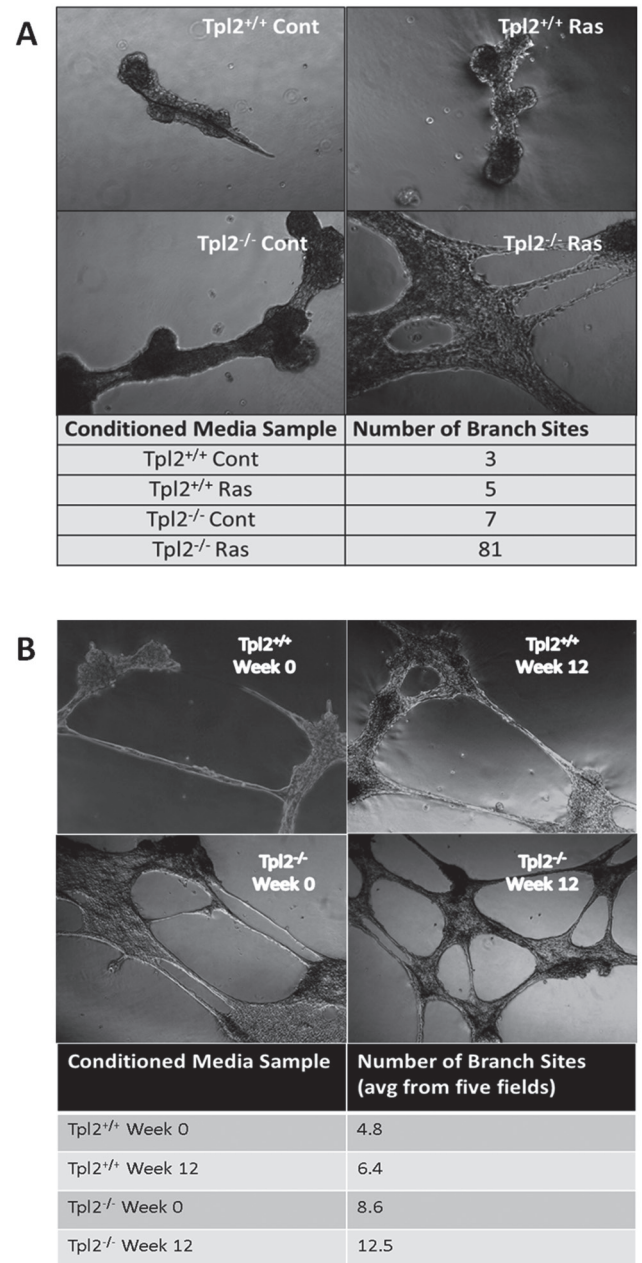 A
Tpl2+/+ Cont
Tpl2+/+ Ras
Tpl2-/- Cont
Tpl2-/- Ras
Conditioned Media Sample Number of Branch Sites
Tpl2+/+ Cont 3
Tpl2+/+ Ras 5
Tpl2-/- Cont 7
Tpl2-/- Ras 81
B
Tpl2+/+
Week 0
Tpl2+/+
Week 12
Tpl2-/-
Week 0
Tpl2-/-
Week 12
Conditioned Media Sample Number of Branch Sites
(avg from five fields)
Tpl2+/+ Week 0 4.8
Tpl2+/+ Week 12 6.4
Tpl2-/- Week 0 8.6
Tpl2-/- Week 12 12.5